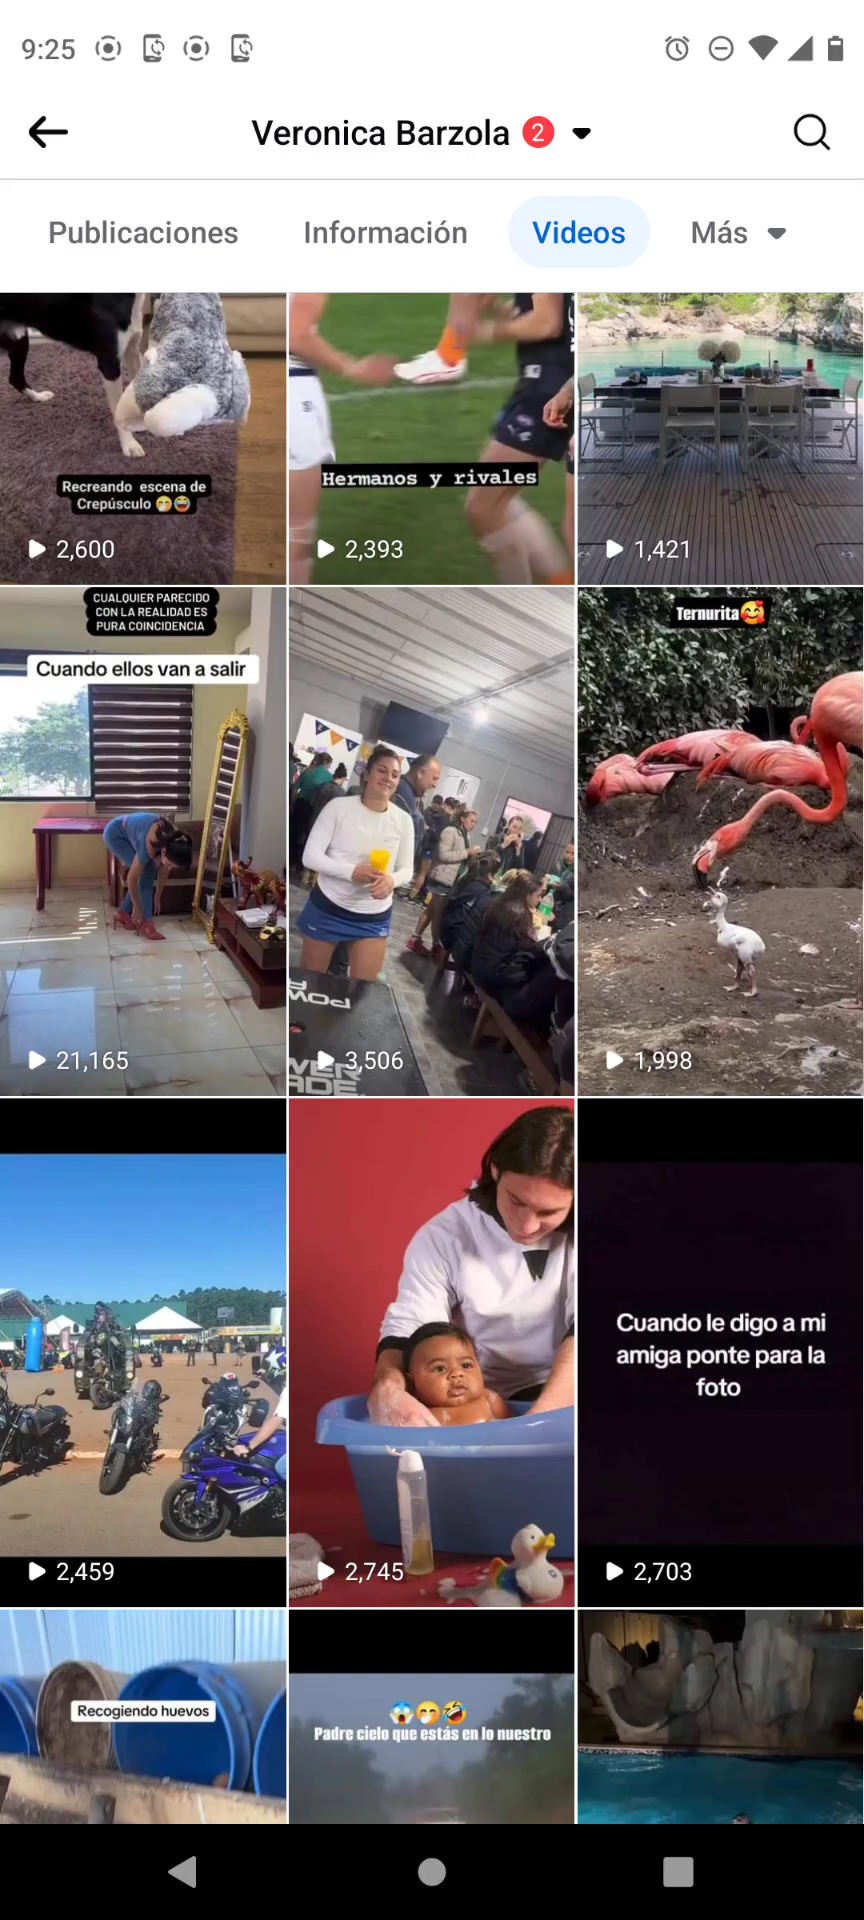 9:25
Veronica Barzola 2
Publicaciones Información Videos Más
Recreando escena de
Crepúsculo 🤭😂
2,600
Hermanos y rivales
2,393
1,421
CUALQUIER PARECIDO
CON LA REALIDAD ES
PURA COINCIDENCIA
Cuando ellos van a salir
21,165
POW
WER
ADE
3,506
Ternurita🥰
1,998
2,459
2,745
Cuando le digo a mi
amiga ponte para la
foto
2,703
Recogiendo huevos
😱🤭🤣
Padre cielo que estás en lo nuestro